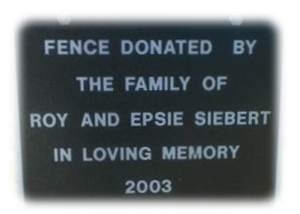 FENCE DONATED BY
THE FAMILY OF
ROY AND EPSIE SIEBERT
IN LOVING MEMORY
2003